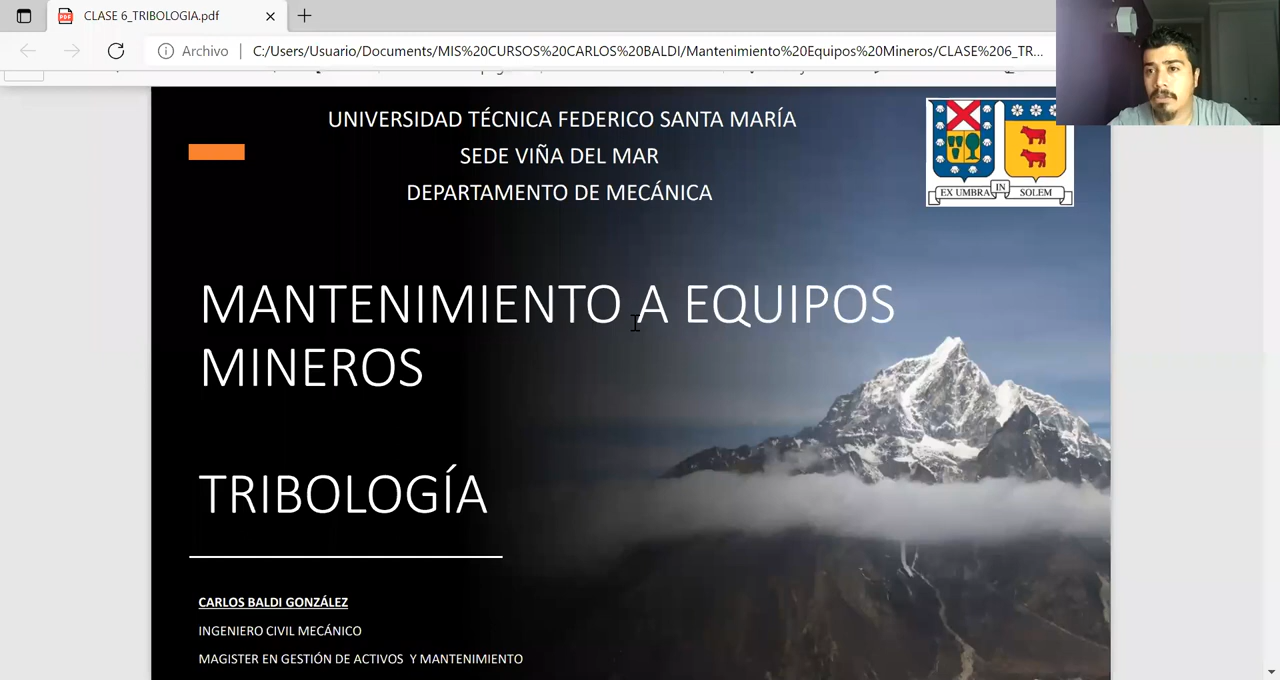 CLASE 6_TRIBOLOGIA.pdf
Archivo
C:/Users/Usuario/Documents/MIS%20CURSOS%20CARLOS%20BALDI/Mantenimiento%20Equipos%20Mineros/CLASE%206_TR...
UNIVERSIDAD TÉCNICA FEDERICO SANTA MARÍA
SEDE VIÑA DEL MAR
DEPARTAMENTO DE MECÁNICA
EX UMBRA IN SOLEM
MANTENIMIENTO A EQUIPOS
MINEROS
TRIBOLOGÍA
CARLOS BALDI GONZÁLEZ
INGENIERO CIVIL MECÁNICO
MAGISTER EN GESTIÓN DE ACTIVOS Y MANTENIMIENTO